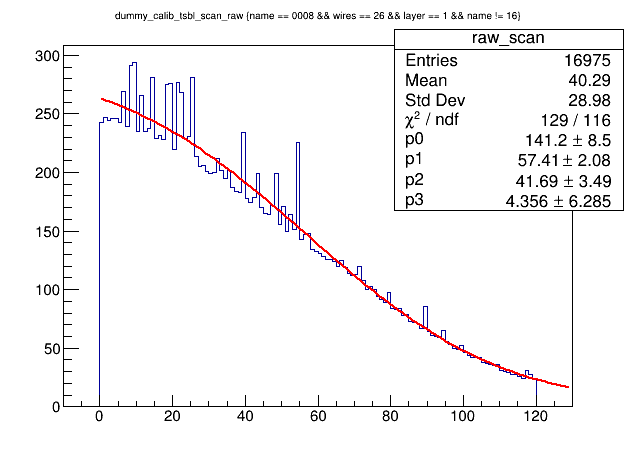 dummy_calib_tsbl_scan_raw {name == 0008 && wires == 26 && layer == 1 && name != 16}
raw_scan
Entries 16975
Mean 40.29
Std Dev 28.98
χ² / ndf 129 / 116
p0 141.2 ± 8.5
p1 57.41 ± 2.08
p2 41.69 ± 3.49
p3 4.356 ± 6.285
300
250
200
150
100
50
0
0 20 40 60 80 100 120